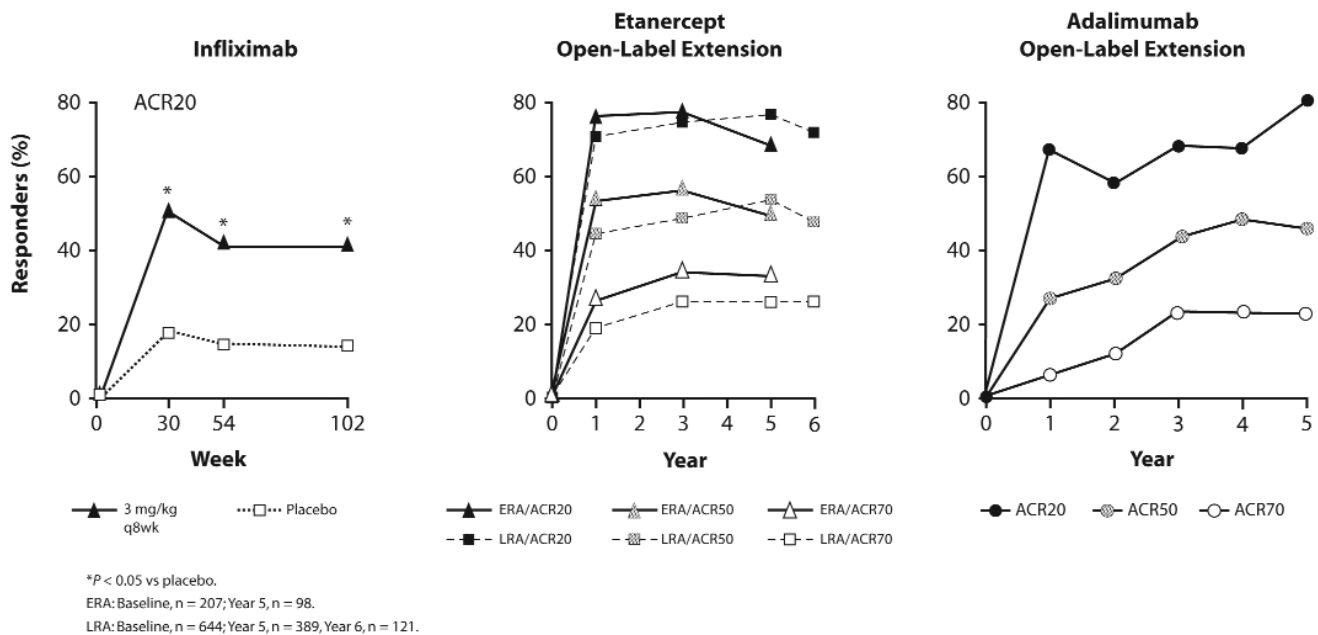 Infliximab
Etanercept
Open-Label Extension
Adalimumab
Open-Label Extension
Responders (%)
ACR20
80
60
40
20
0
*
*
*
0 30 54 102
Week
80
60
40
20
0
0 1 2 3 4 5 6
Year
80
60
40
20
0
0 1 2 3 4 5
Year
3 mg/kg
q8wk
Placebo
ERA/ACR20 ERA/ACR50 ERA/ACR70
LRA/ACR20 LRA/ACR50 LRA/ACR70
ACR20 ACR50 ACR70
*P < 0.05 vs placebo.
ERA: Baseline, n = 207; Year 5, n = 98.
LRA: Baseline, n = 644; Year 5, n = 389, Year 6, n = 121.